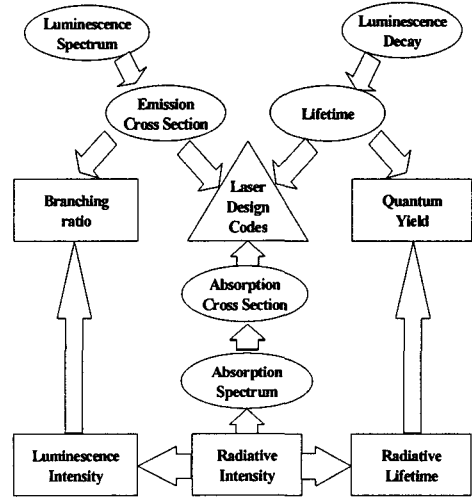 Luminescence
Spectrum
Luminescence
Decay
Emission
Cross Section
Lifetime
Branching
ratio
Laser
Design
Codes
Quantum
Yield
Absorption
Cross Section
Absorption
Spectrum
Luminescence
Intensity
Radiative
Intensity
Radiative
Lifetime